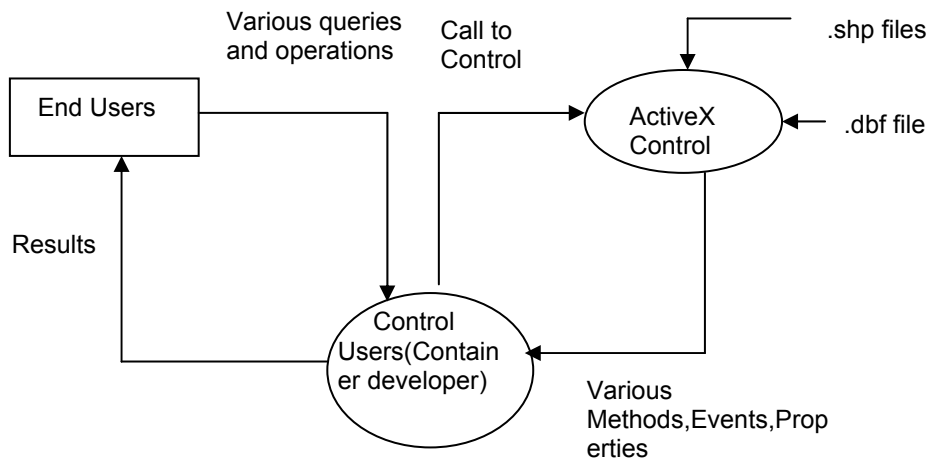 Various queries
and operations
Call to
Control
.shp files
End Users
ActiveX
Control
.dbf file
Results
Control
Users(Contain
er developer)
Various
Methods,Events,Prop
erties